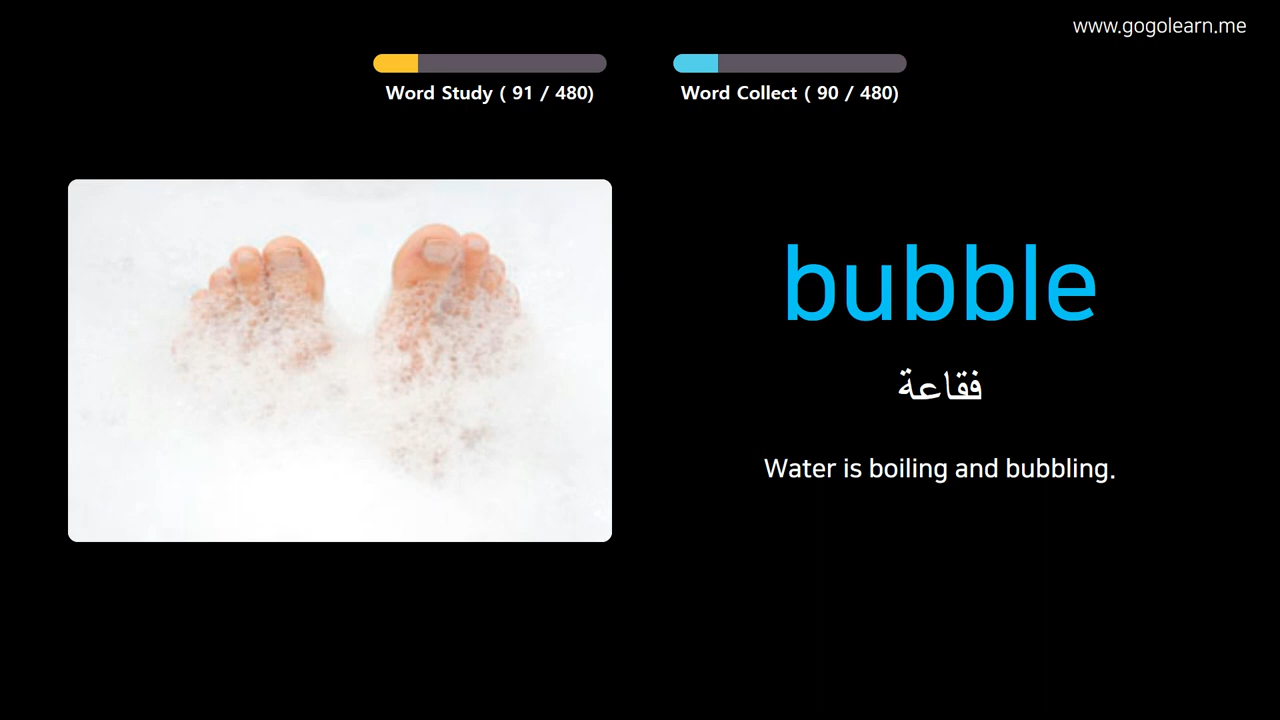 www.gogolearn.me
Word Study ( 91 / 480)
Word Collect ( 90 / 480)
bubble
فقاعة
Water is boiling and bubbling.